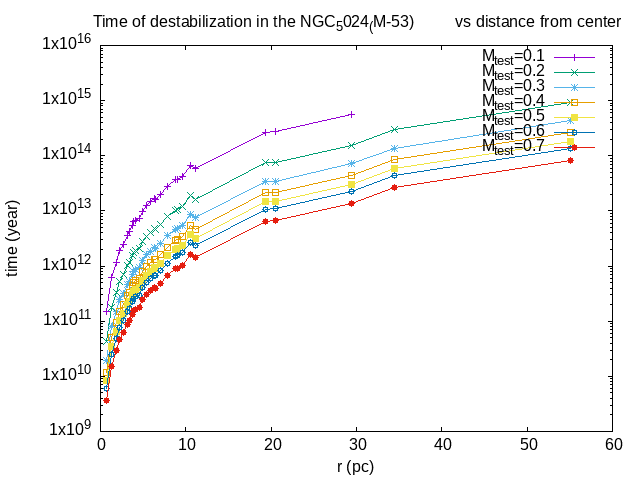 Time of destabilization in the NGC5024(M-53) vs distance from center
1x10^16
1x10^15
1x10^14
1x10^13
1x10^12
1x10^11
1x10^10
1x10^9
time (year)
Mtest=0.1
Mtest=0.2
Mtest=0.3
Mtest=0.4
Mtest=0.5
Mtest=0.6
Mtest=0.7
0 10 20 30 40 50 60
r (pc)